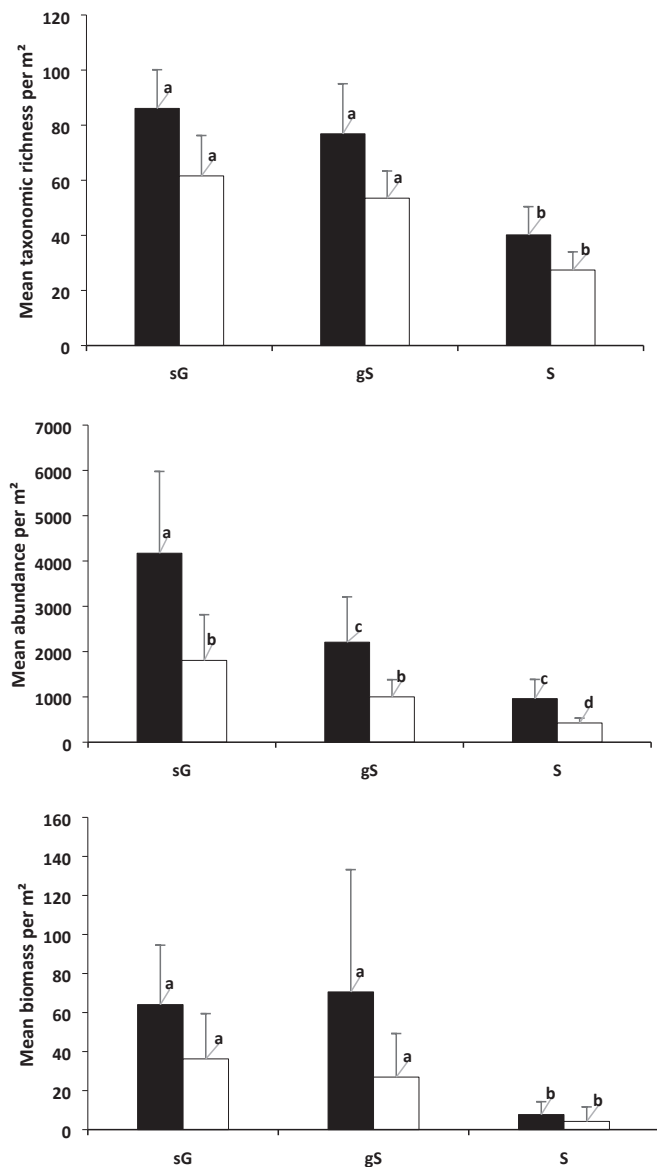 Mean taxonomic richness per m²
120
100
80
60
40
20
0
a
a
a
a
b
b
sG gS S
Mean abundance per m²
7000
6000
5000
4000
3000
2000
1000
0
a
b
c
b
c
d
sG gS S
Mean biomass per m²
160
140
120
100
80
60
40
20
0
a
a
a
a
b
b
sG gS S